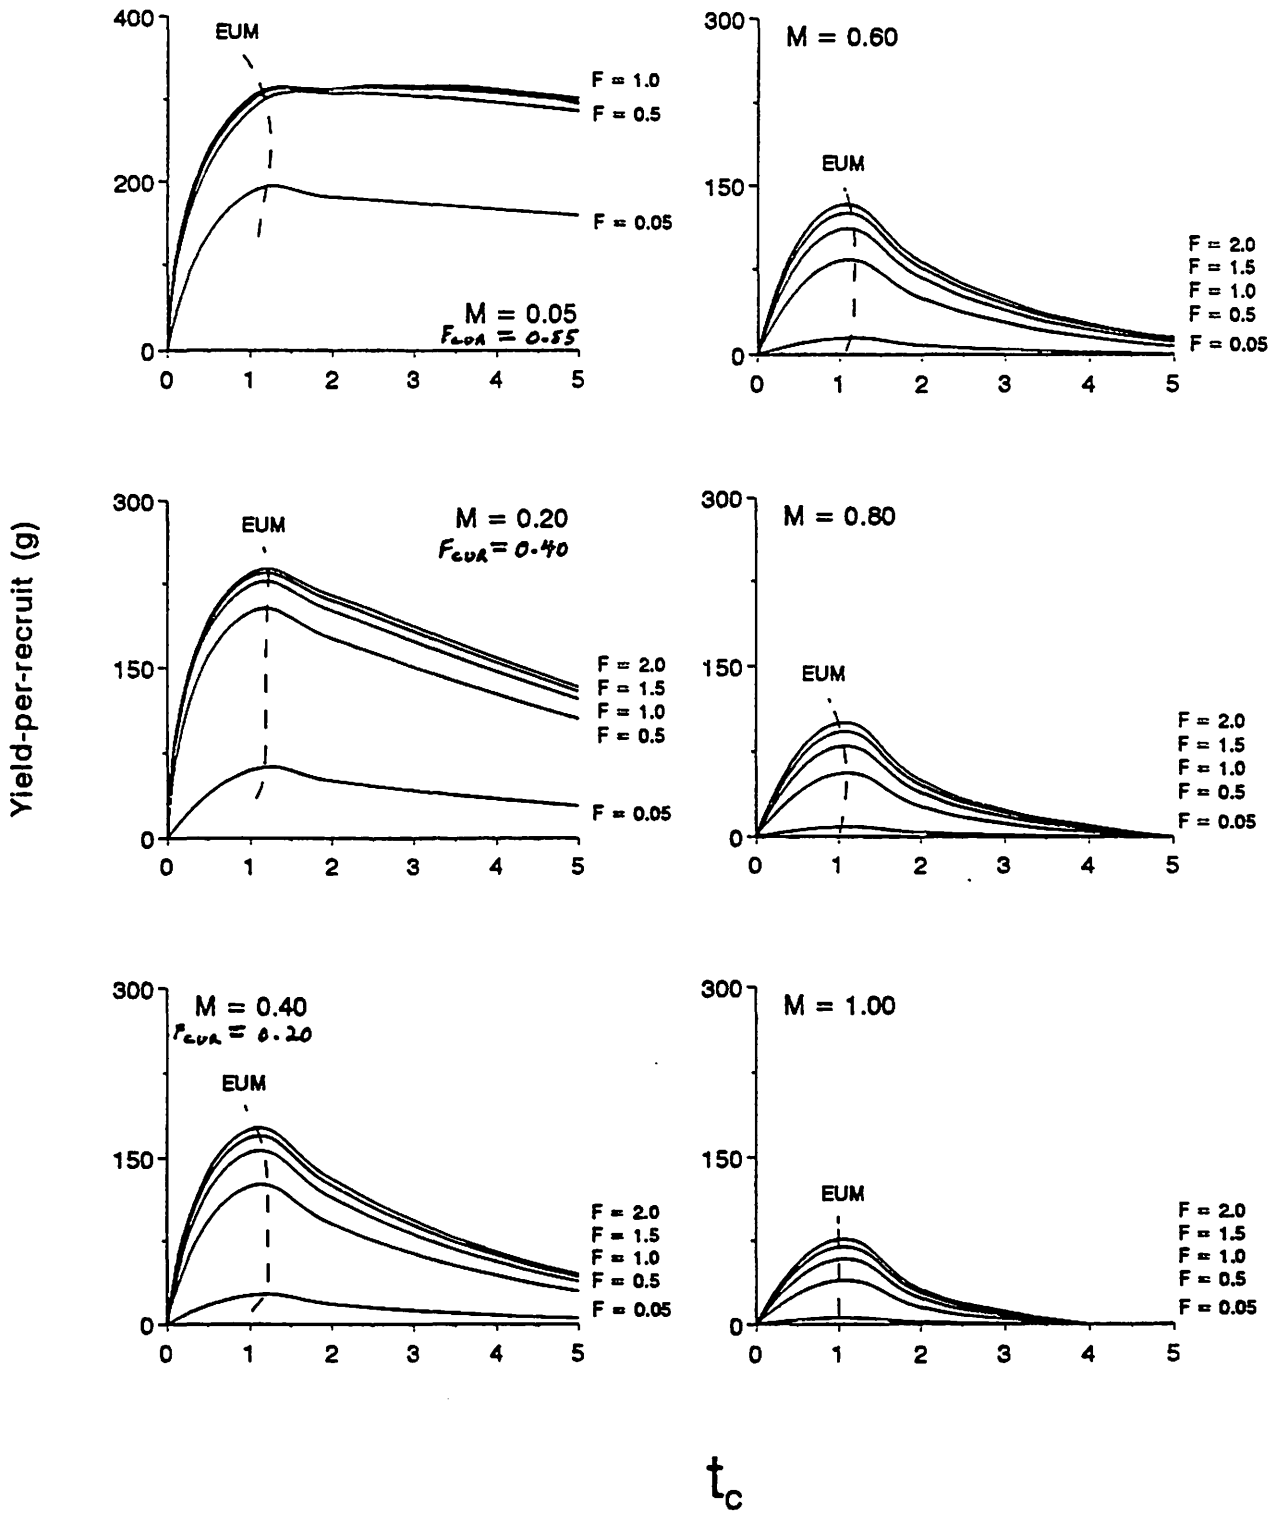 Yield-per-recruit (g)
400
200
0
0 1 2 3 4 5
EUM
F = 1.0
F = 0.5
F = 0.05
M = 0.05
FCUR = 0.55
300
150
0
0 1 2 3 4 5
M = 0.60
EUM
F = 2.0
F = 1.5
F = 1.0
F = 0.5
F = 0.05
300
150
0
0 1 2 3 4 5
EUM
M = 0.20
FCUR = 0.40
F = 2.0
F = 1.5
F = 1.0
F = 0.5
F = 0.05
300
150
0
0 1 2 3 4 5
M = 0.80
EUM
F = 2.0
F = 1.5
F = 1.0
F = 0.5
F = 0.05
300
150
0
0 1 2 3 4 5
M = 0.40
FCUR = 0.20
EUM
F = 2.0
F = 1.5
F = 1.0
F = 0.5
F = 0.05
300
150
0
0 1 2 3 4 5
M = 1.00
EUM
F = 2.0
F = 1.5
F = 1.0
F = 0.5
F = 0.05
tc